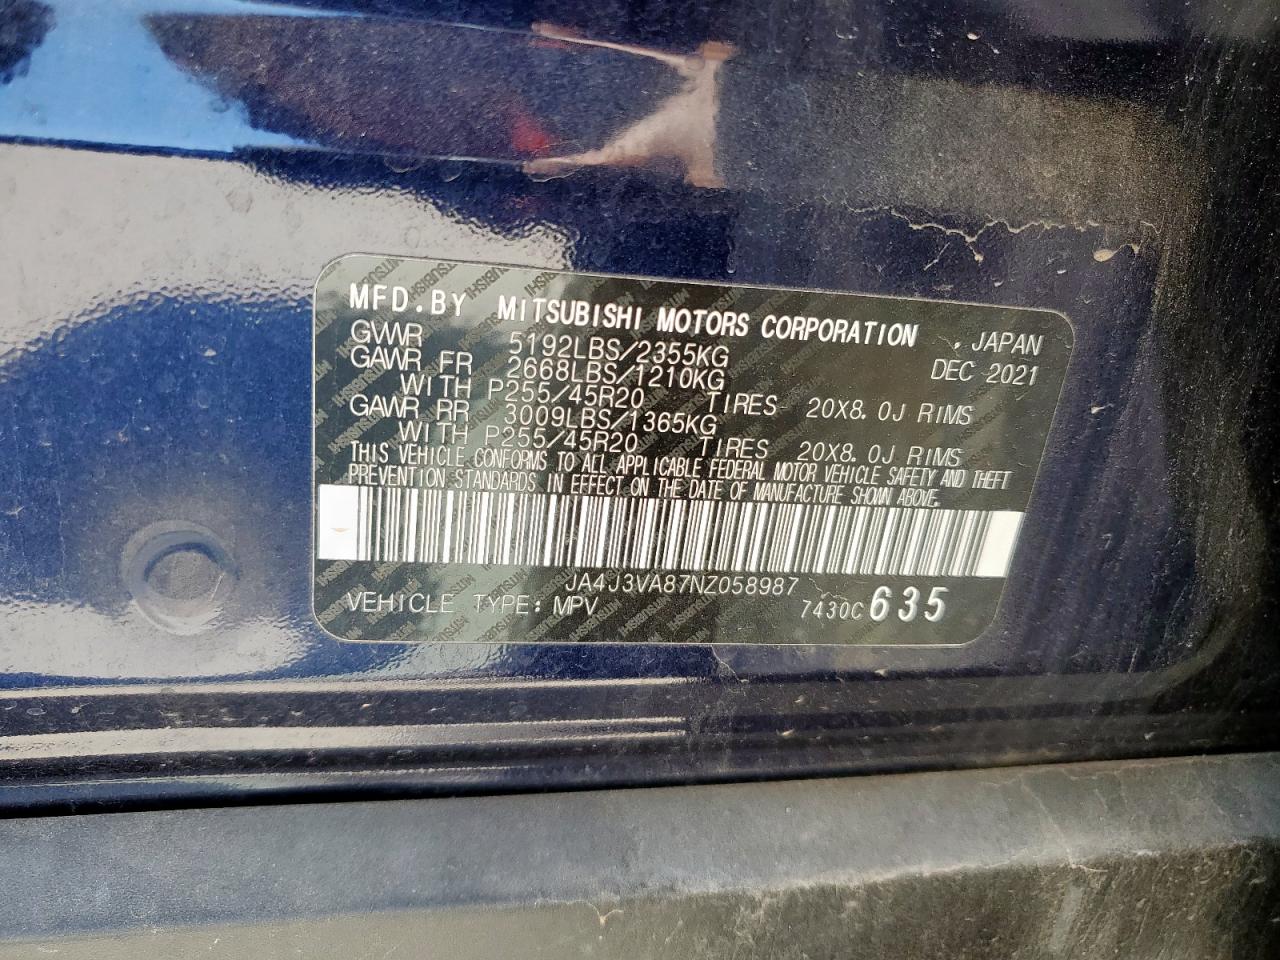 MFD.BY MITSUBISHI MOTORS CORPORATION , JAPAN
GVWR 5192LBS/2355KG DEC 2021
GAWR FR 2668LBS/1210KG
WITH P255/45R20 TIRES 20X8.0J RIMS
GAWR RR 3009LBS/1365KG
WITH P255/45R20 TIRES 20X8.0J RIMS
THIS VEHICLE CONFORMS TO ALL APPLICABLE FEDERAL MOTOR VEHICLE SAFETY AND THEFT
PREVENTION STANDARDS IN EFFECT ON THE DATE OF MANUFACTURE SHOWN ABOVE.
JA4J3VA87NZ058987
VEHICLE TYPE: MPV 7430C 635